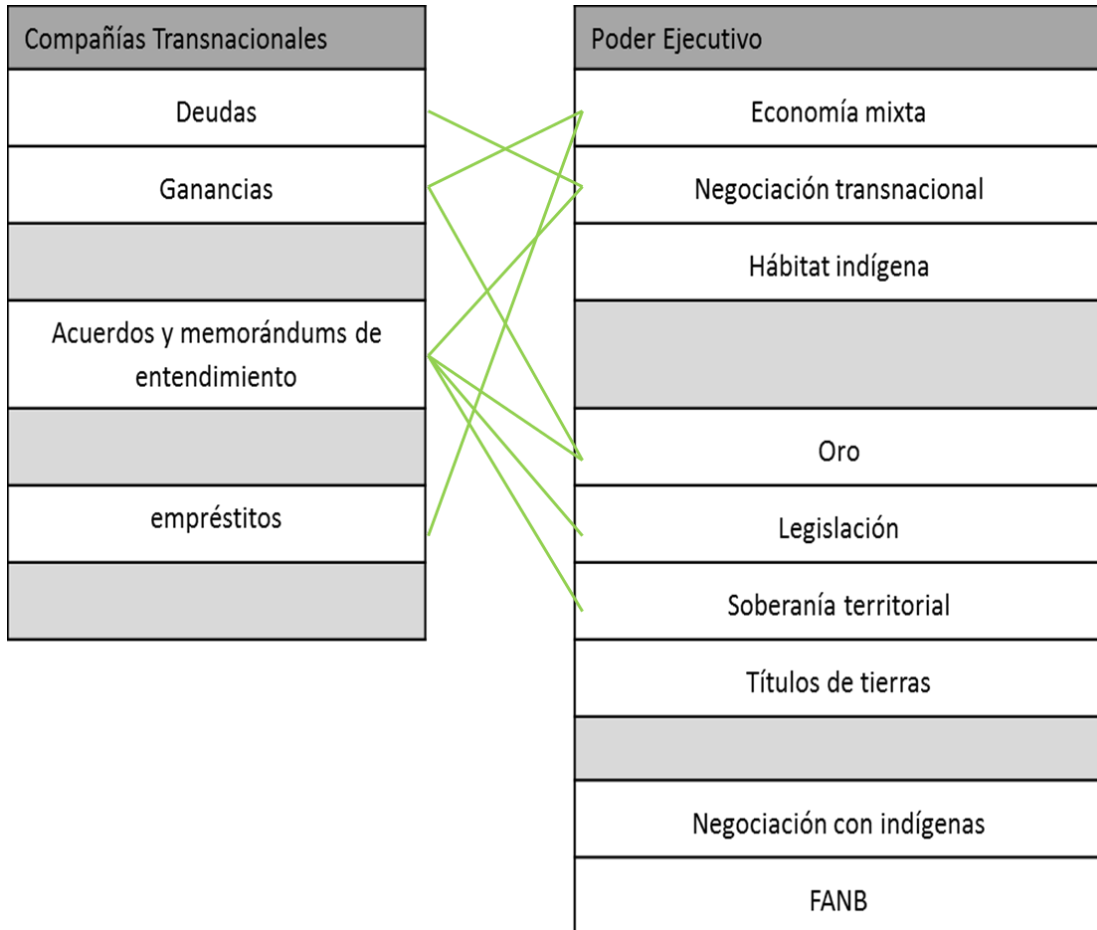 Compañías Transnacionales
Deudas
Ganancias
Acuerdos y memorándums de
entendimiento
empréstitos
Poder Ejecutivo
Economía mixta
Negociación transnacional
Hábitat indígena
Oro
Legislación
Soberanía territorial
Títulos de tierras
Negociación con indígenas
FANB